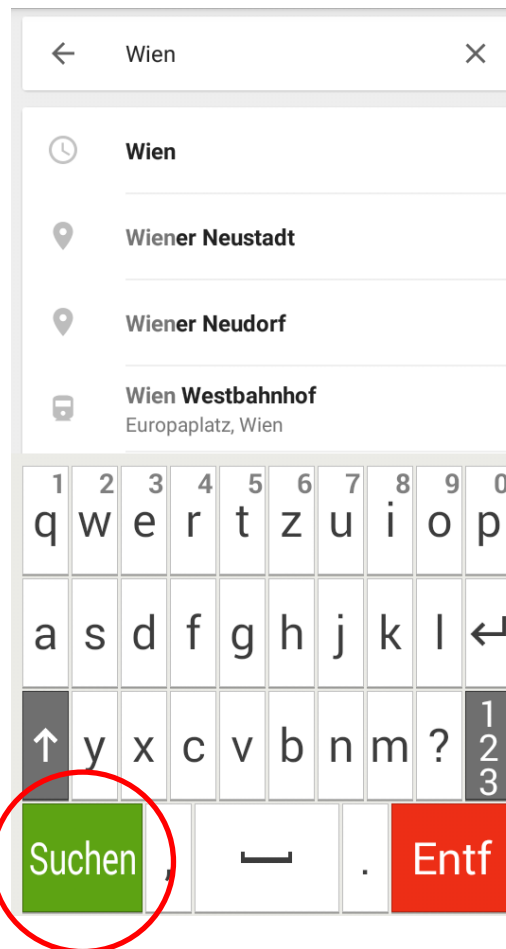 Wien
Wien
Wiener Neustadt
Wiener Neudorf
Wien Westbahnhof
Europaplatz, Wien
1 2 3 4 5 6 7 8 9 0
q w e r t z u i o p
a s d f g h j k l
y x c v b n m ? 1 2 3
Suchen , . Entf